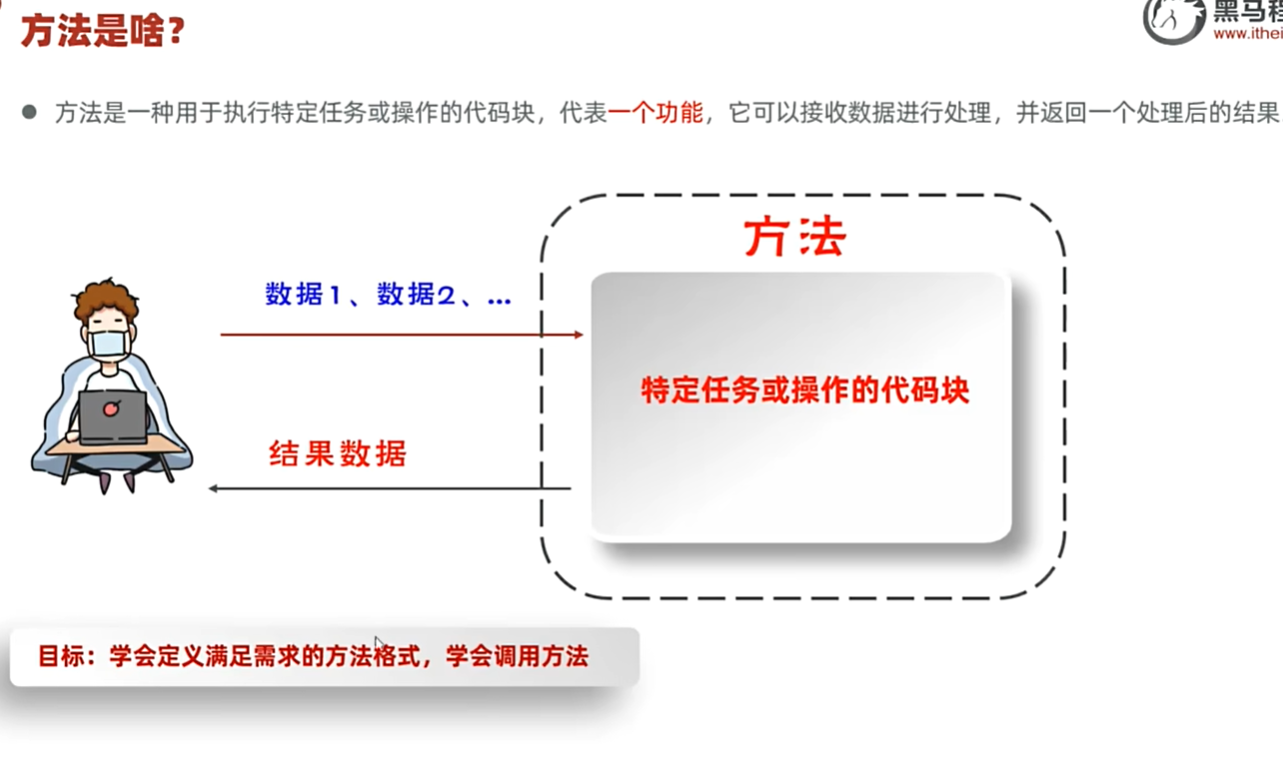 方法是啥?
黑马程
www.ithei
方法是一种用于执行特定任务或操作的代码块，代表一个功能，它可以接收数据进行处理，并返回一个处理后的结果
方法
数据1、数据2、...
特定任务或操作的代码块
结果数据
目标：学会定义满足需求的方法格式，学会调用方法